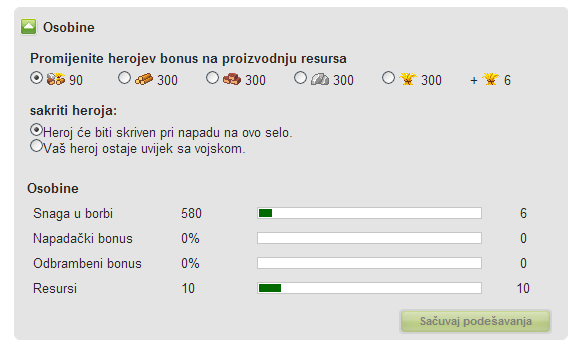 Osobine
Promijenite herojev bonus na proizvodnju resursa
90 300 300 300 300 + 6
sakriti heroja:
Heroj će biti skriven pri napadu na ovo selo.
Vaš heroj ostaje uvijek sa vojskom.
Osobine
Snaga u borbi 580 6
Napadački bonus 0% 0
Odbrambeni bonus 0% 0
Resursi 10 10
Sačuvaj podešavanja